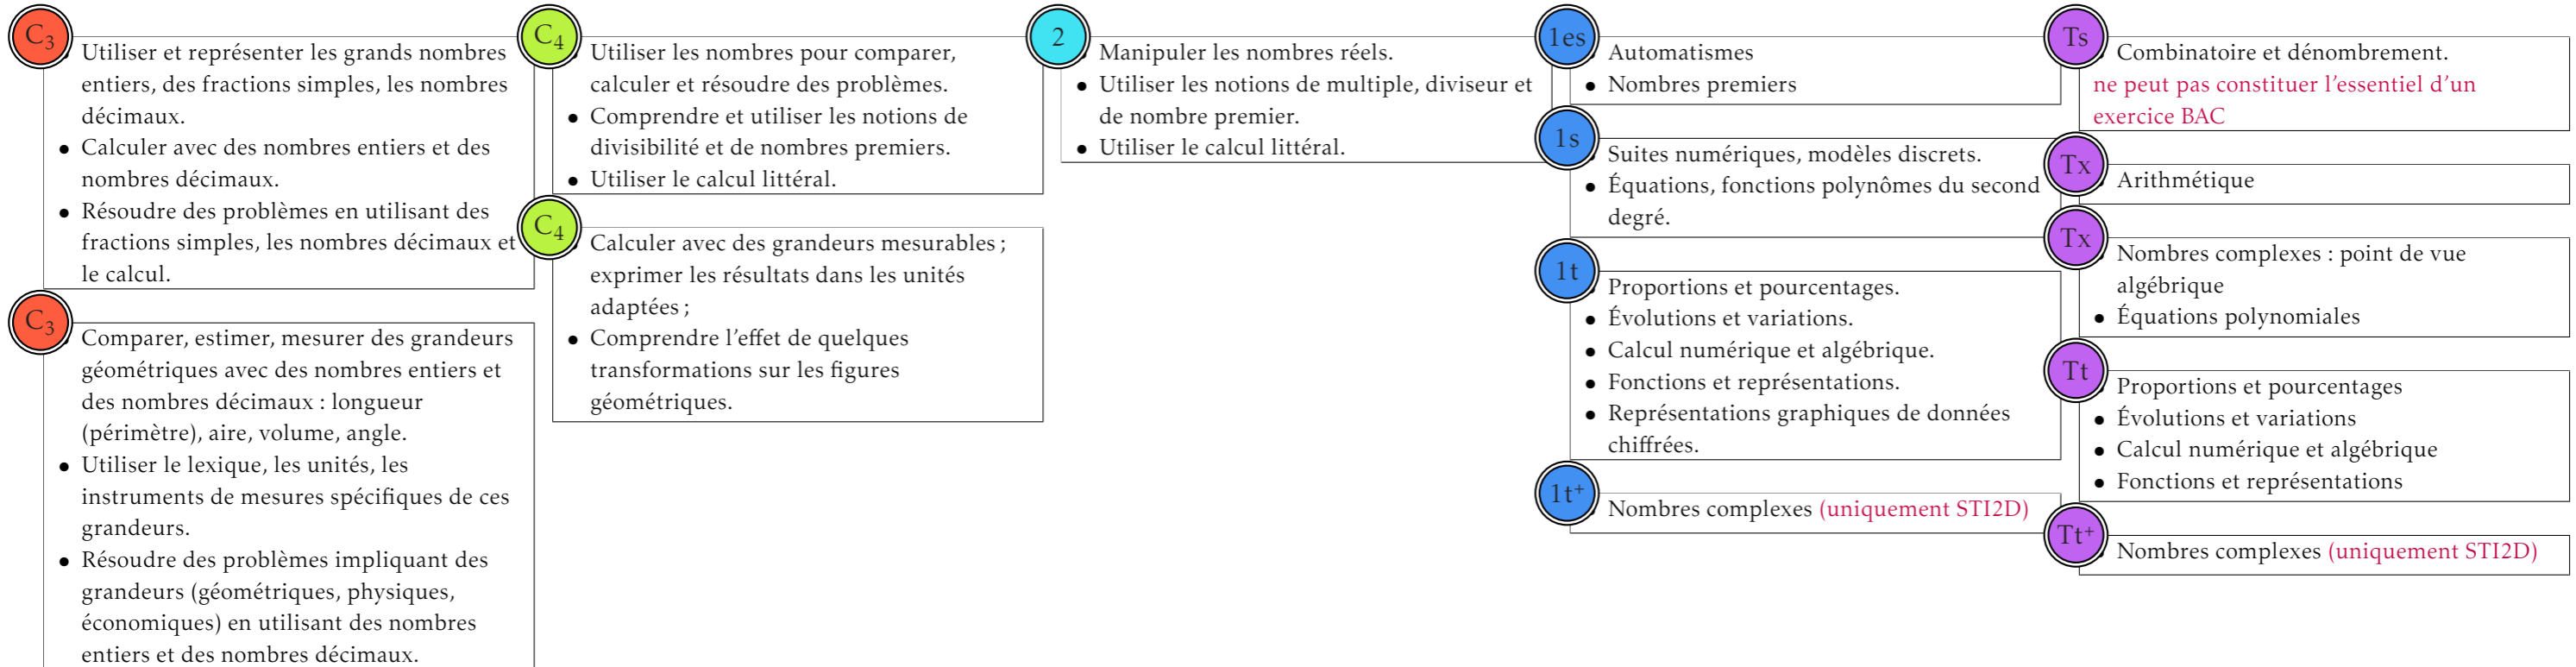 C3
Utiliser et représenter les grands nombres
entiers, des fractions simples, les nombres
décimaux.
• Calculer avec des nombres entiers et des
nombres décimaux.
• Résoudre des problèmes en utilisant des
fractions simples, les nombres décimaux et
le calcul.
C3
Comparer, estimer, mesurer des grandeurs
géométriques avec des nombres entiers et
des nombres décimaux : longueur
(périmètre), aire, volume, angle.
• Utiliser le lexique, les unités, les
instruments de mesures spécifiques de ces
grandeurs.
• Résoudre des problèmes impliquant des
grandeurs (géométriques, physiques,
économiques) en utilisant des nombres
entiers et des nombres décimaux.
C4
Utiliser les nombres pour comparer,
calculer et résoudre des problèmes.
• Comprendre et utiliser les notions de
divisibilité et de nombres premiers.
• Utiliser le calcul littéral.
C4
Calculer avec des grandeurs mesurables ;
exprimer les résultats dans les unités
adaptées ;
• Comprendre l'effet de quelques
transformations sur les figures
géométriques.
2
Manipuler les nombres réels.
• Utiliser les notions de multiple, diviseur et
de nombre premier.
• Utiliser le calcul littéral.
1es
Automatismes
• Nombres premiers
1s
Suites numériques, modèles discrets.
• Équations, fonctions polynômes du second
degré.
1t
Proportions et pourcentages.
• Évolutions et variations.
• Calcul numérique et algébrique.
• Fonctions et représentations.
• Représentations graphiques de données
chiffrées.
1t+
Nombres complexes (uniquement STI2D)
Ts
Combinatoire et dénombrement.
ne peut pas constituer l'essentiel d'un
exercice BAC
Tx
Arithmétique
Tx
Nombres complexes : point de vue
algébrique
• Équations polynomiales
Tt
Proportions et pourcentages
• Évolutions et variations
• Calcul numérique et algébrique
• Fonctions et représentations
Tt+
Nombres complexes (uniquement STI2D)